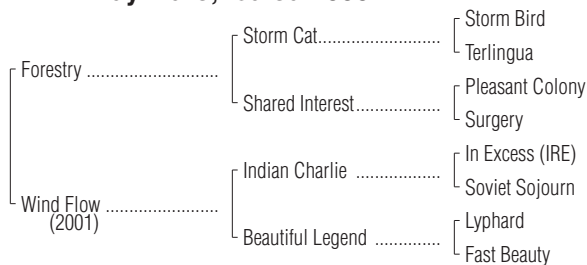 Storm Bird
Storm Cat
Terlingua
Forestry
Pleasant Colony
Shared Interest
Surgery
In Excess (IRE)
Indian Charlie
Soviet Sojourn
Wind Flow
(2001)
Lyphard
Beautiful Legend
Fast Beauty